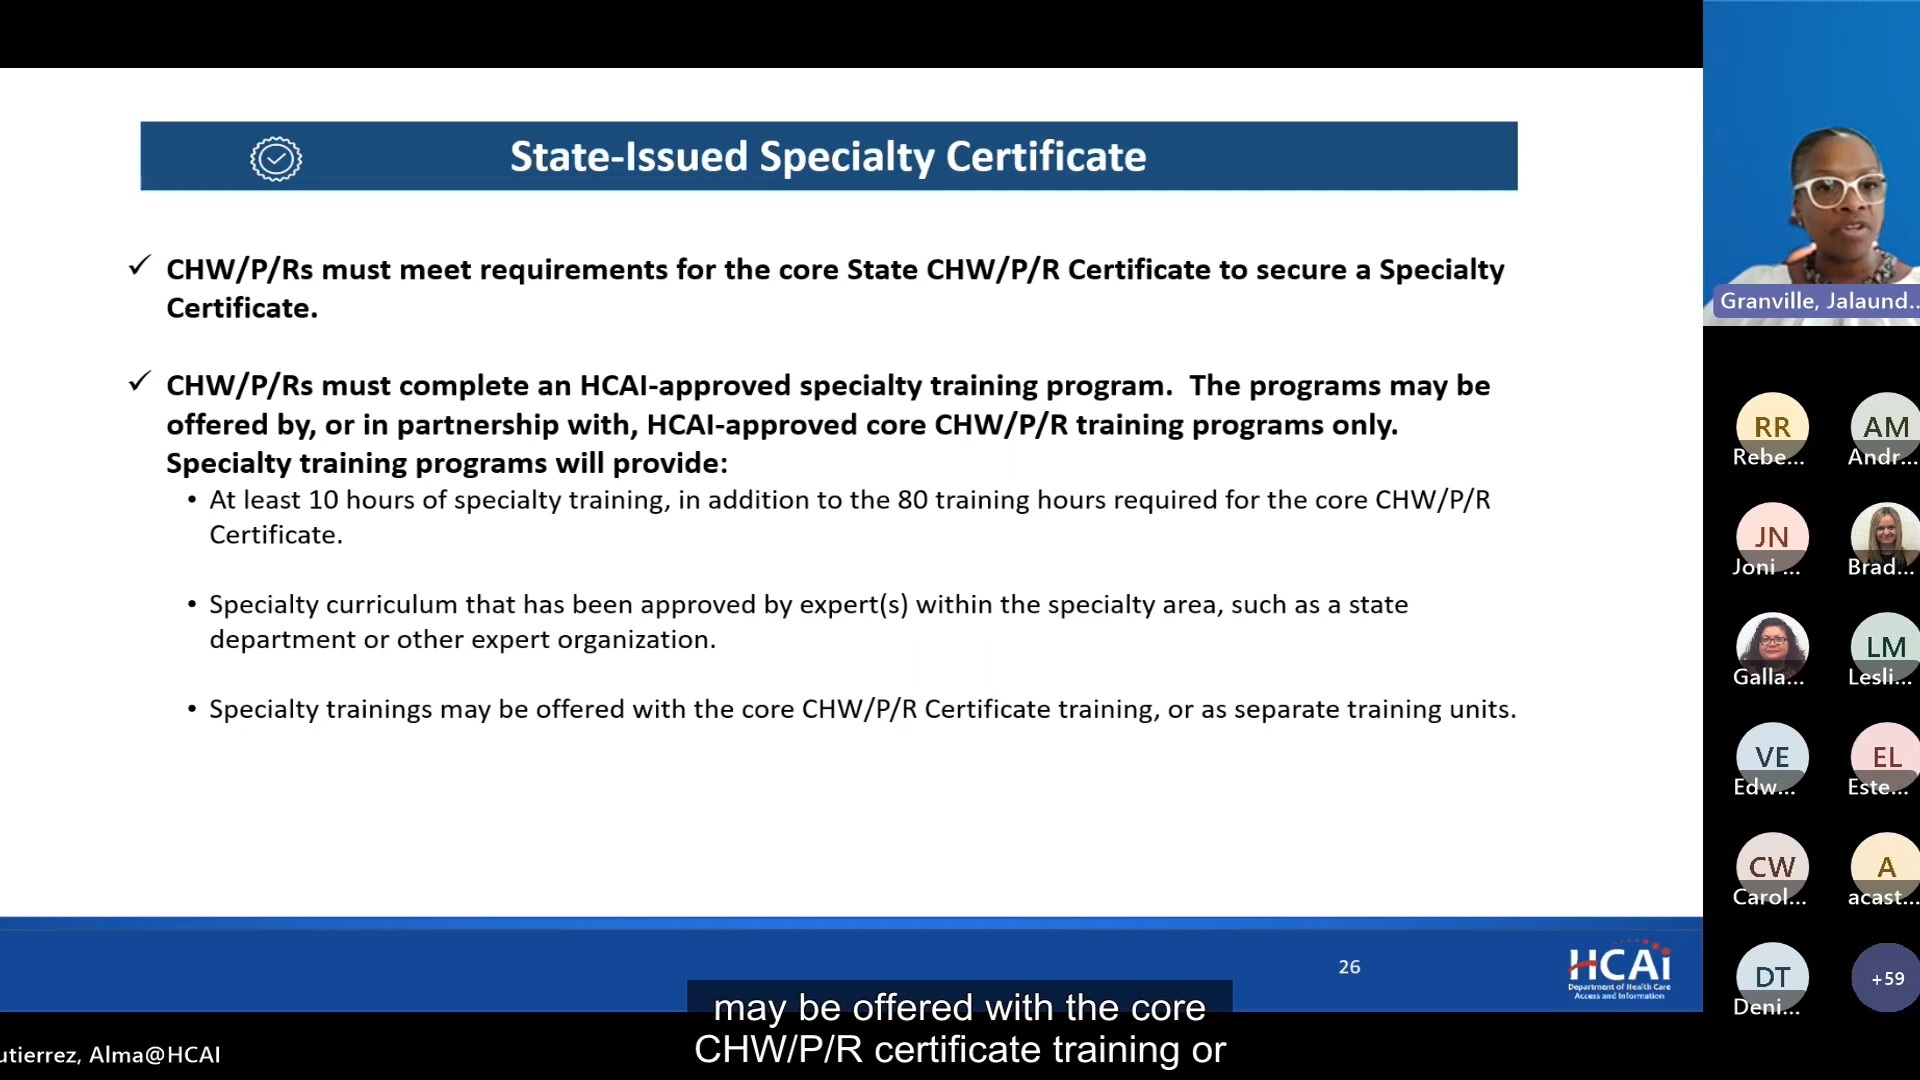 State-Issued Specialty Certificate
✓ CHW/P/Rs must meet requirements for the core State CHW/P/R Certificate to secure a Specialty
Certificate.
✓ CHW/P/Rs must complete an HCAI-approved specialty training program.  The programs may be
offered by, or in partnership with, HCAI-approved core CHW/P/R training programs only.
Specialty training programs will provide:
• At least 10 hours of specialty training, in addition to the 80 training hours required for the core CHW/P/R
Certificate.
• Specialty curriculum that has been approved by expert(s) within the specialty area, such as a state
department or other expert organization.
• Specialty trainings may be offered with the core CHW/P/R Certificate training, or as separate training units.
26
HCAi
Department of Health Care
Access and Information
may be offered with the core
CHW/P/R certificate training or
utierrez, Alma@HCAI
Granville, Jalaund...
RR
Rebe...
AM
Andr...
JN
Joni ...
Brad...
Galla...
LM
Lesli...
VE
Edw...
EL
Este...
CW
Carol...
A
acast...
DT
Deni...
+59